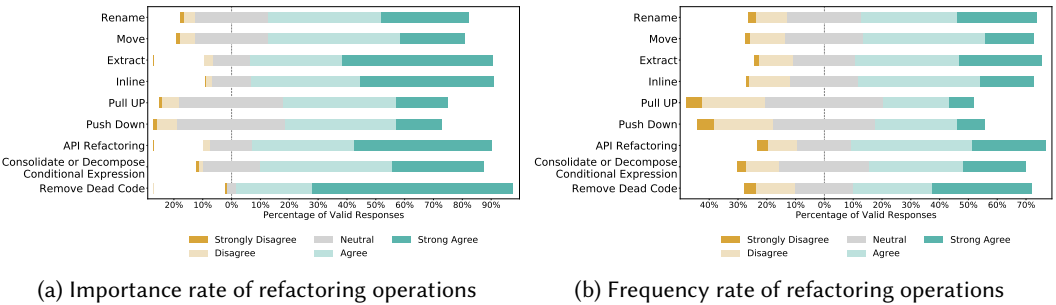 Rename
Move
Extract
Inline
Pull UP
Push Down
API Refactoring
Consolidate or Decompose
Conditional Expression
Remove Dead Code
20% 10% 0% 10% 20% 30% 40% 50% 60% 70% 80% 90%
Percentage of Valid Responses
Strongly Disagree Neutral Strong Agree
Disagree Agree
(a) Importance rate of refactoring operations
Rename
Move
Extract
Inline
Pull UP
Push Down
API Refactoring
Consolidate or Decompose
Conditional Expression
Remove Dead Code
40% 30% 20% 10% 0% 10% 20% 30% 40% 50% 60% 70%
Percentage of Valid Responses
Strongly Disagree Neutral Strong Agree
Disagree Agree
(b) Frequency rate of refactoring operations